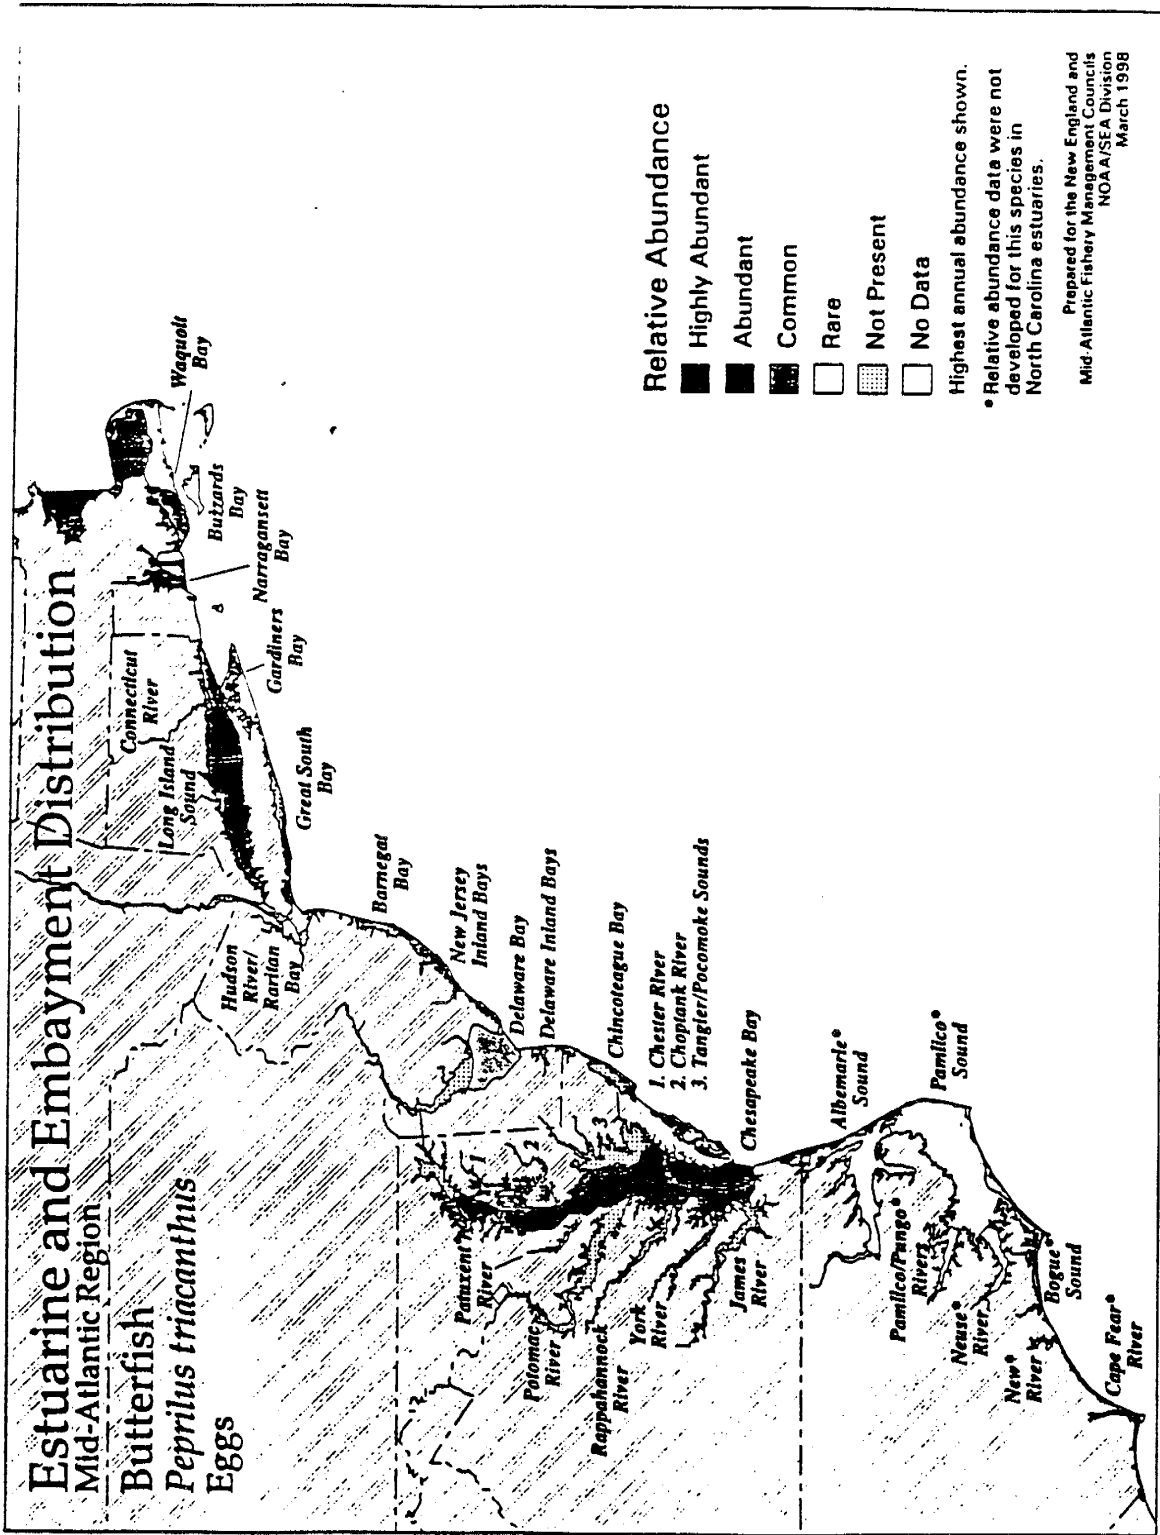 Estuarine and Embayment Distribution
Mid-Atlantic Region
Butterfish
Peprilus triacanthus
Eggs
Waquoit
Bay
Buzzards
Bay
Narragansett
Bay
Gardiners
Bay
Connecticut
River
Long Island
Sound
Great South
Bay
Hudson
River/
Raritan
Bay
Barnegat
Bay
New Jersey
Inland Bays
Delaware Bay
Delaware Inland Bays
Chincoteague Bay
1. Chester River
2. Choptank River
3. Tangier/Pocomoke Sounds
Chesapeake Bay
1
2
3
Patuxent
River
Potomac
River
Rappahannock
River
York
River
James
River
Albemarle*
Sound
Pamlico*
Sound
Pamlico/Pungo*
Rivers
Neuse*
River
New*
River
Bogue*
Sound
Cape Fear*
River
Relative Abundance
Highly Abundant
Abundant
Common
Rare
Not Present
No Data
Highest annual abundance shown.
* Relative abundance data were not
developed for this species in
North Carolina estuaries.
Prepared for the New England and
Mid-Atlantic Fishery Management Councils
NOAA/SEA Division
March 1998